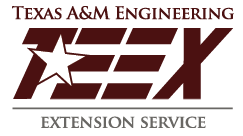 TEXAS A&M ENGINEERING
TEEX
EXTENSION SERVICE